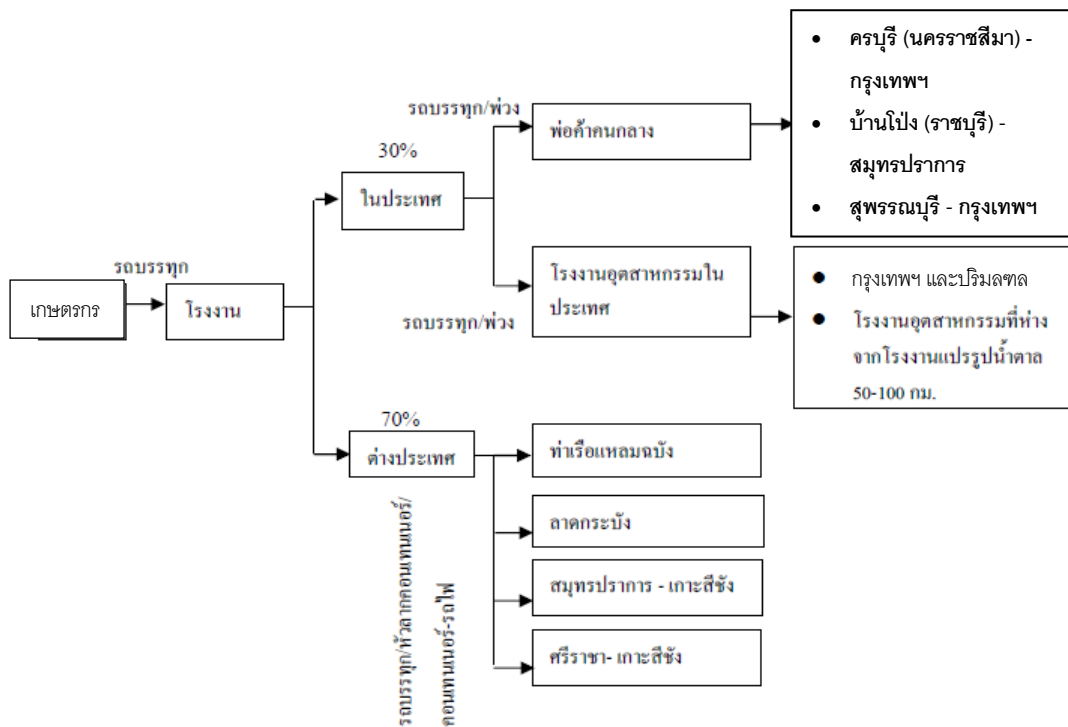 เกษตรกร
รถบรรทุก
โรงงาน
30%
ในประเทศ
รถบรรทุก/พ่วง
พ่อค้าคนกลาง
• ครบุรี (นครราชสีมา) -
กรุงเทพฯ
• บ้านโป่ง (ราชบุรี) -
สมุทรปราการ
• สุพรรณบุรี - กรุงเทพฯ
รถบรรทุก/พ่วง
โรงงานอุตสาหกรรมใน
ประเทศ
● กรุงเทพฯ และปริมลฑล
● โรงงานอุตสาหกรรมที่ห่าง
จากโรงงานแปรรูปน้ำตาล
50-100 กม.
70%
ต่างประเทศ
รถบรรทุก/หัวลากคอนเทนเนอร์/
คอนเทนเนอร์-รถไฟ
ท่าเรือแหลมฉบัง
ลาดกระบัง
สมุทรปราการ - เกาะสีชัง
ศรีราชา- เกาะสีชัง